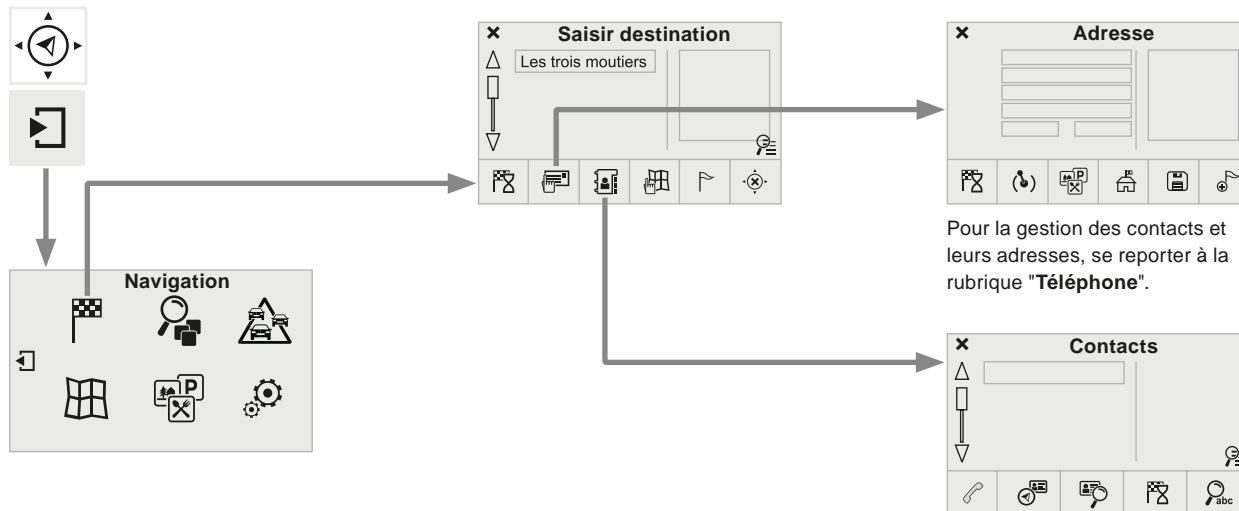 Saisir destination
Les trois moutiers
Adresse
P
Pour la gestion des contacts et
leurs adresses, se reporter à la
rubrique "Téléphone".
Navigation
P
Contacts
abc